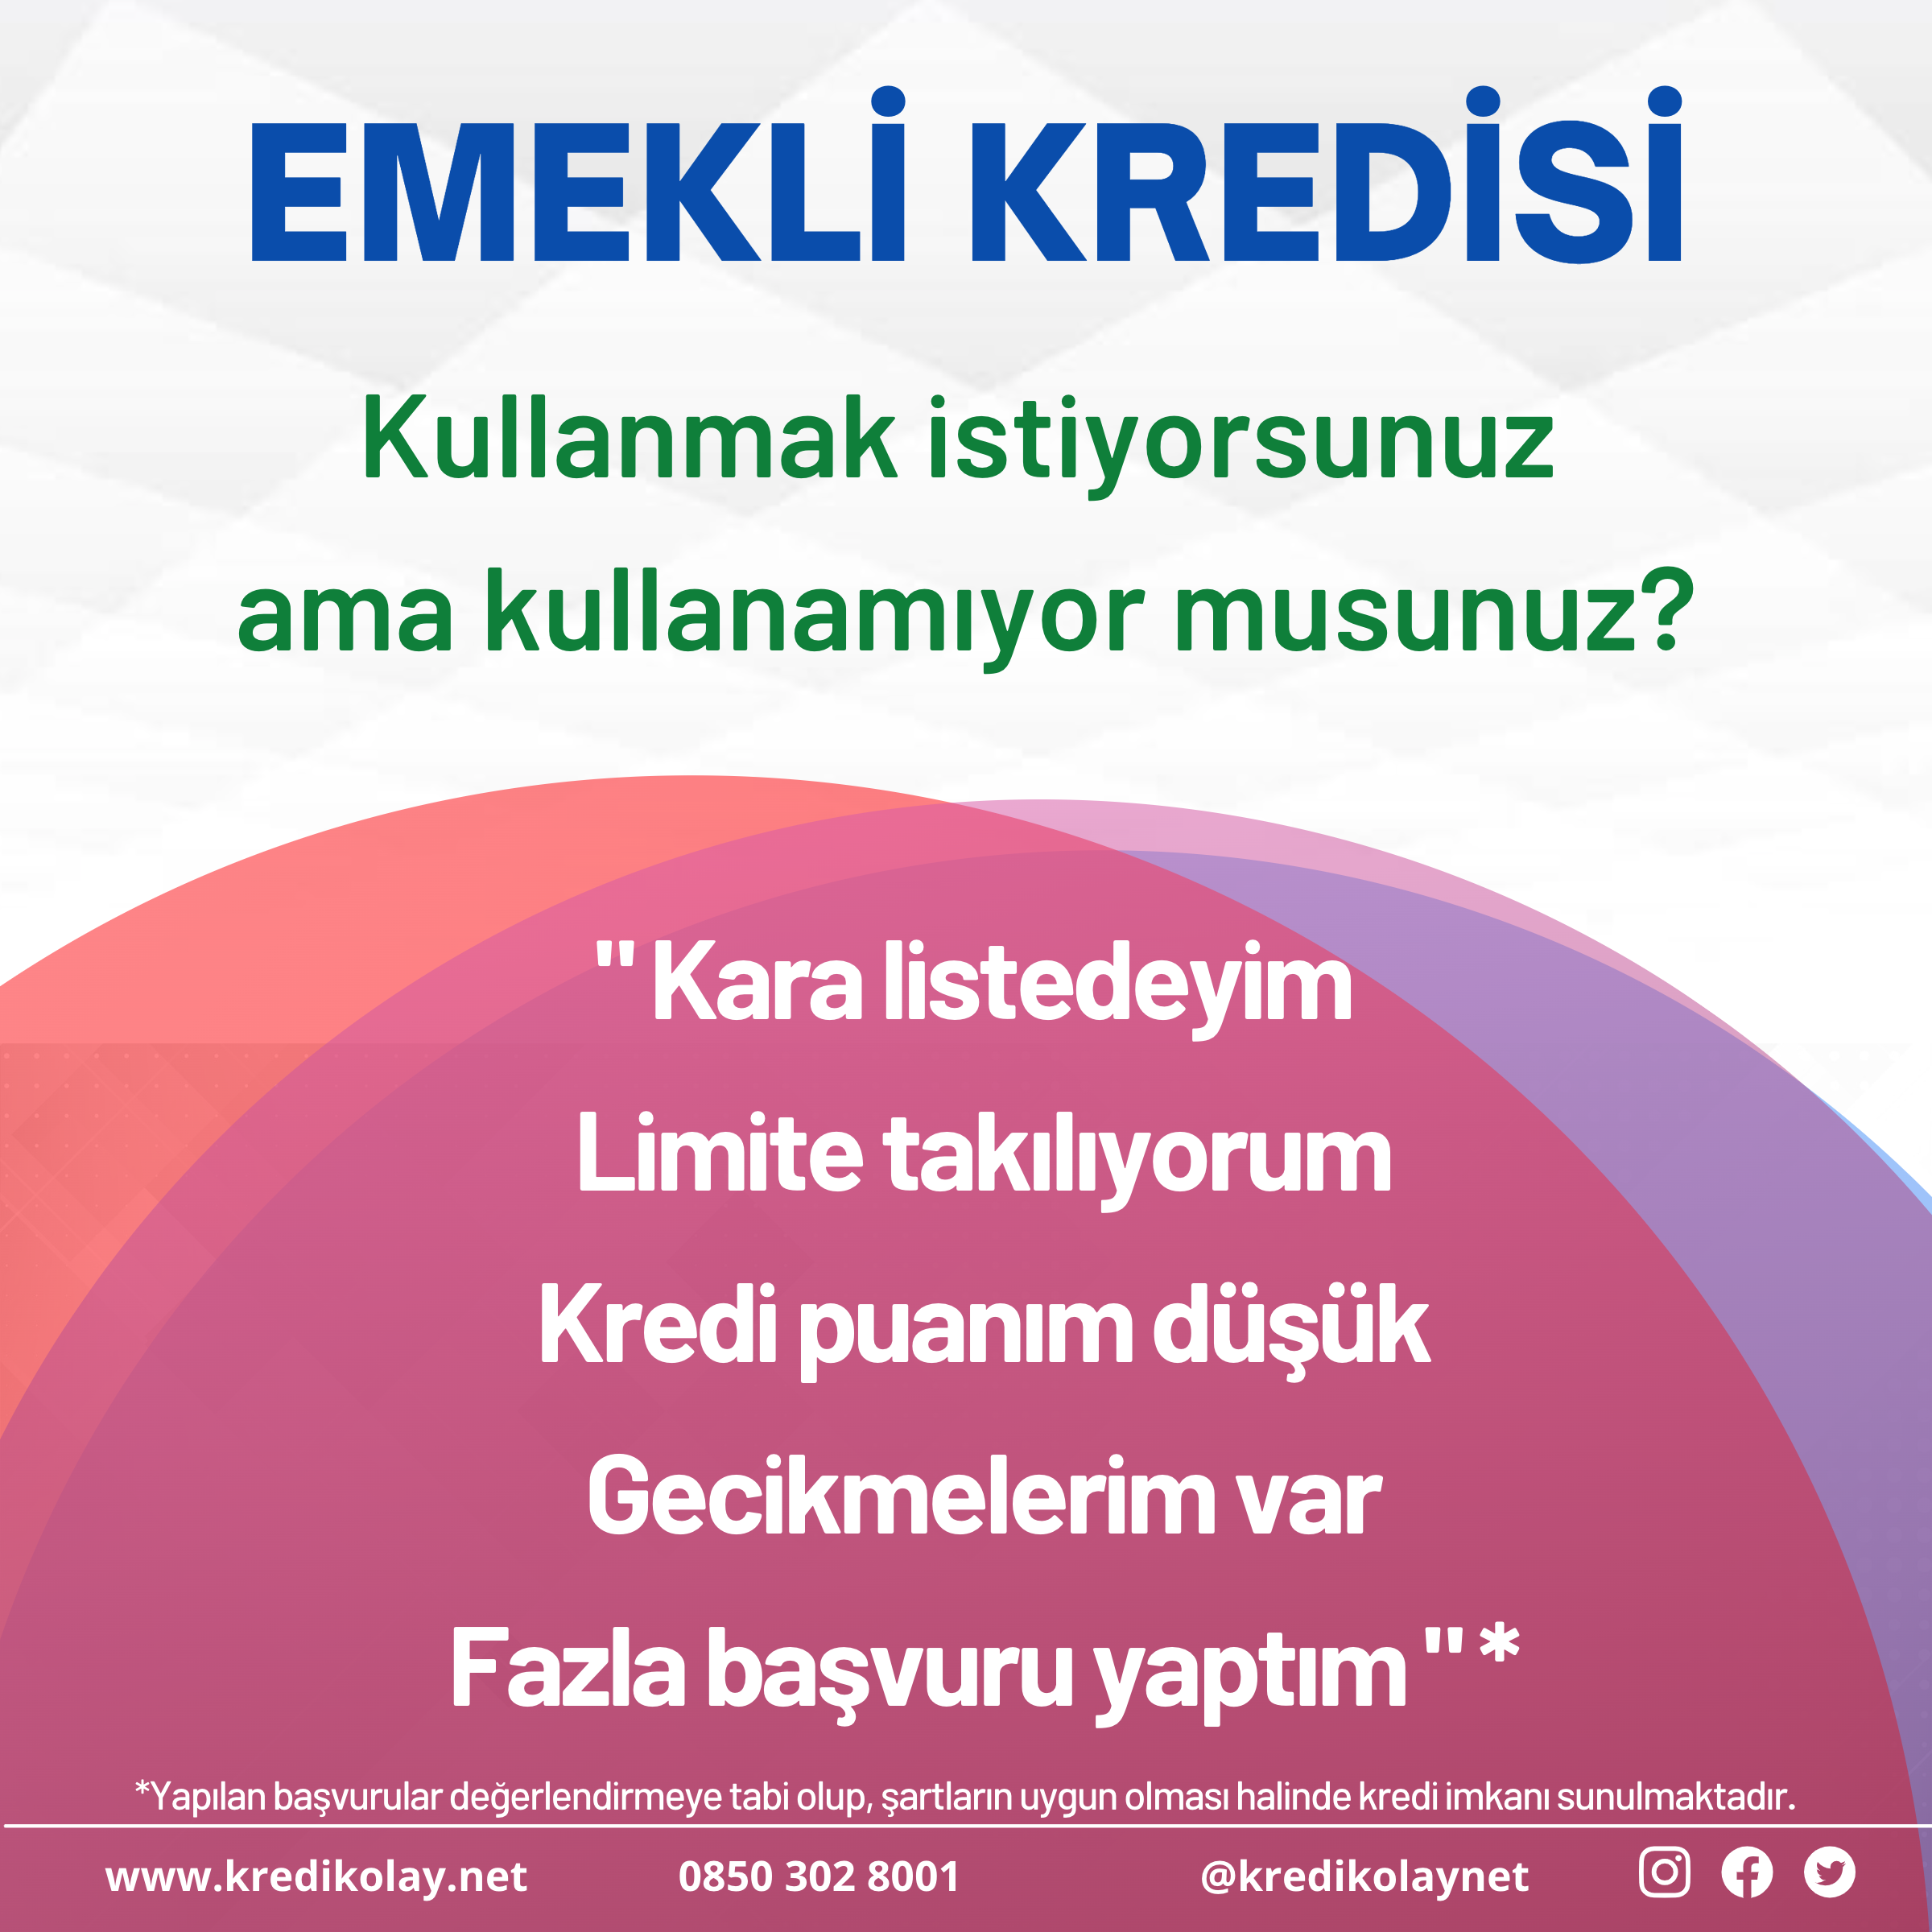 EMEKLİ KREDİSİ
Kullanmak istiyorsunuz
ama kullanamıyor musunuz?
"Kara listedeyim
Limite takılıyorum
Kredi puanım düşük
Gecikmelerim var
Fazla başvuru yaptım"*
*Yapılan başvurular değerlendirmeye tabi olup, şartların uygun olması halinde kredi imkanı sunulmaktadır.
www.kredikolay.net 0850 302 8001 @kredikolaynet